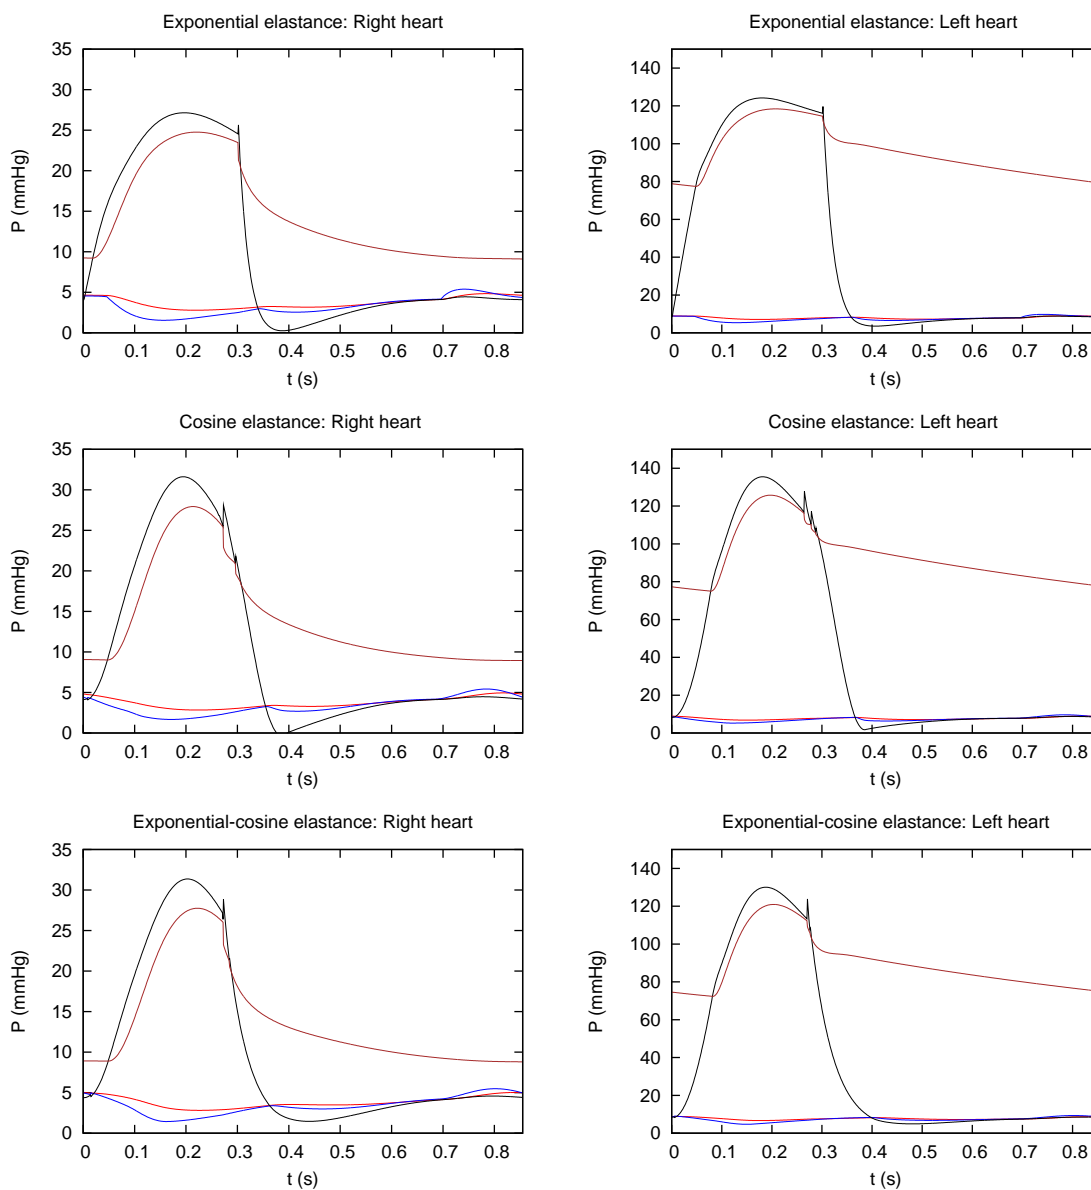 Exponential elastance: Right heart
35
30
25
20
15
10
5
0
P (mmHg)
0 0.1 0.2 0.3 0.4 0.5 0.6 0.7 0.8
t (s)
Exponential elastance: Left heart
140
120
100
80
60
40
20
0
P (mmHg)
0 0.1 0.2 0.3 0.4 0.5 0.6 0.7 0.8
t (s)
Cosine elastance: Right heart
35
30
25
20
15
10
5
0
P (mmHg)
0 0.1 0.2 0.3 0.4 0.5 0.6 0.7 0.8
t (s)
Cosine elastance: Left heart
140
120
100
80
60
40
20
0
P (mmHg)
0 0.1 0.2 0.3 0.4 0.5 0.6 0.7 0.8
t (s)
Exponential-cosine elastance: Right heart
35
30
25
20
15
10
5
0
P (mmHg)
0 0.1 0.2 0.3 0.4 0.5 0.6 0.7 0.8
t (s)
Exponential-cosine elastance: Left heart
140
120
100
80
60
40
20
0
P (mmHg)
0 0.1 0.2 0.3 0.4 0.5 0.6 0.7 0.8
t (s)